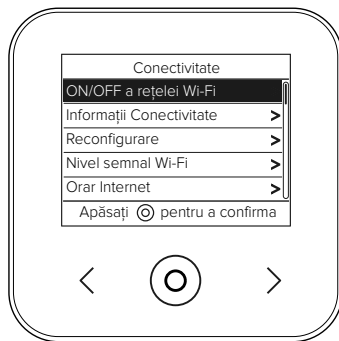 Conectivitate
ON/OFF a rețelei Wi-Fi
Informații Conectivitate >
Reconfigurare >
Nivel semnal Wi-Fi >
Orar Internet >
Apăsați ◎ pentru a confirma